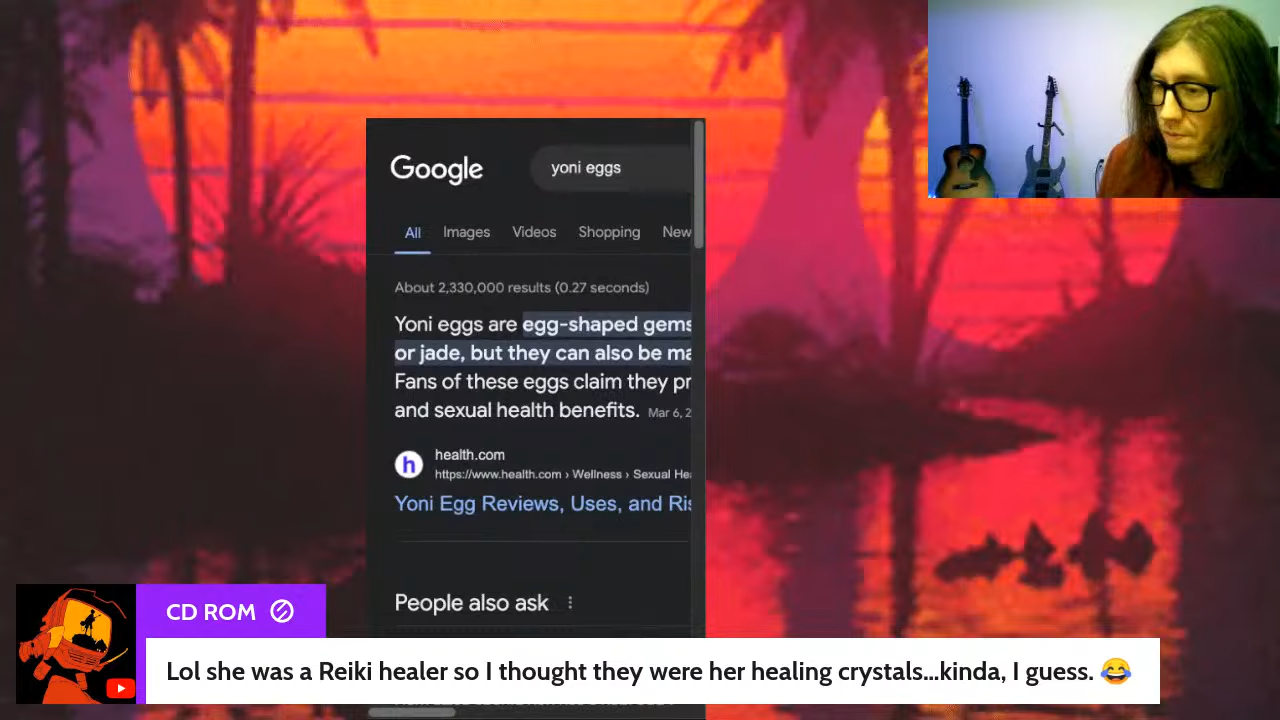 Google
yoni eggs
All Images Videos Shopping New
About 2,330,000 results (0.27 seconds)
Yoni eggs are egg-shaped gems
or jade, but they can also be ma
Fans of these eggs claim they pr
and sexual health benefits. Mar 6, 2
h
health.com
https://www.health.com › Wellness › Sexual He
Yoni Egg Reviews, Uses, and Ris
People also ask
CD ROM
Lol she was a Reiki healer so I thought they were her healing crystals...kinda, I guess. 😂